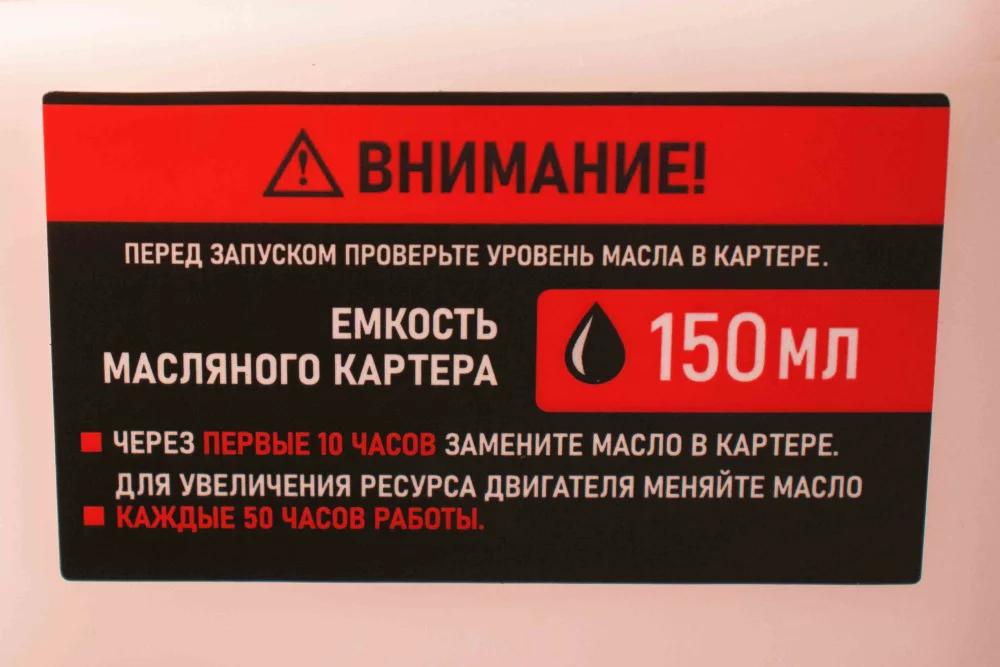 ВНИМАНИЕ!
ПЕРЕД ЗАПУСКОМ ПРОВЕРЬТЕ УРОВЕНЬ МАСЛА В КАРТЕРЕ.
ЕМКОСТЬ
МАСЛЯНОГО КАРТЕРА
150 МЛ
ЧЕРЕЗ ПЕРВЫЕ 10 ЧАСОВ ЗАМЕНИТЕ МАСЛО В КАРТЕРЕ.
ДЛЯ УВЕЛИЧЕНИЯ РЕСУРСА ДВИГАТЕЛЯ МЕНЯЙТЕ МАСЛО
КАЖДЫЕ 50 ЧАСОВ РАБОТЫ.